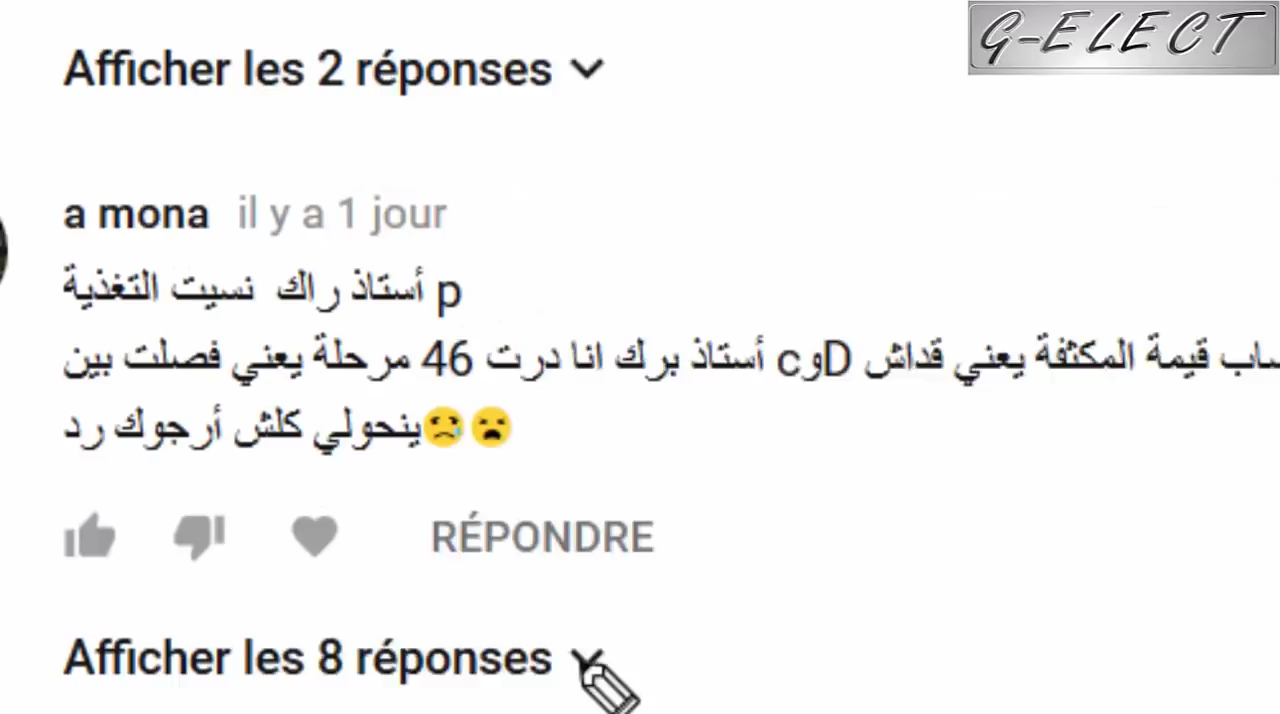 G-ELECT
Afficher les 2 réponses
a mona il y a 1 jour
أستاذ راك نسيت التغذية p
أستاذ برك انا درت 46 مرحلة يعني فصلت بين cوD قيمة المكثفة يعني قداش
ينحولي كلش أرجوك رد😢😦
RÉPONDRE
Afficher les 8 réponses